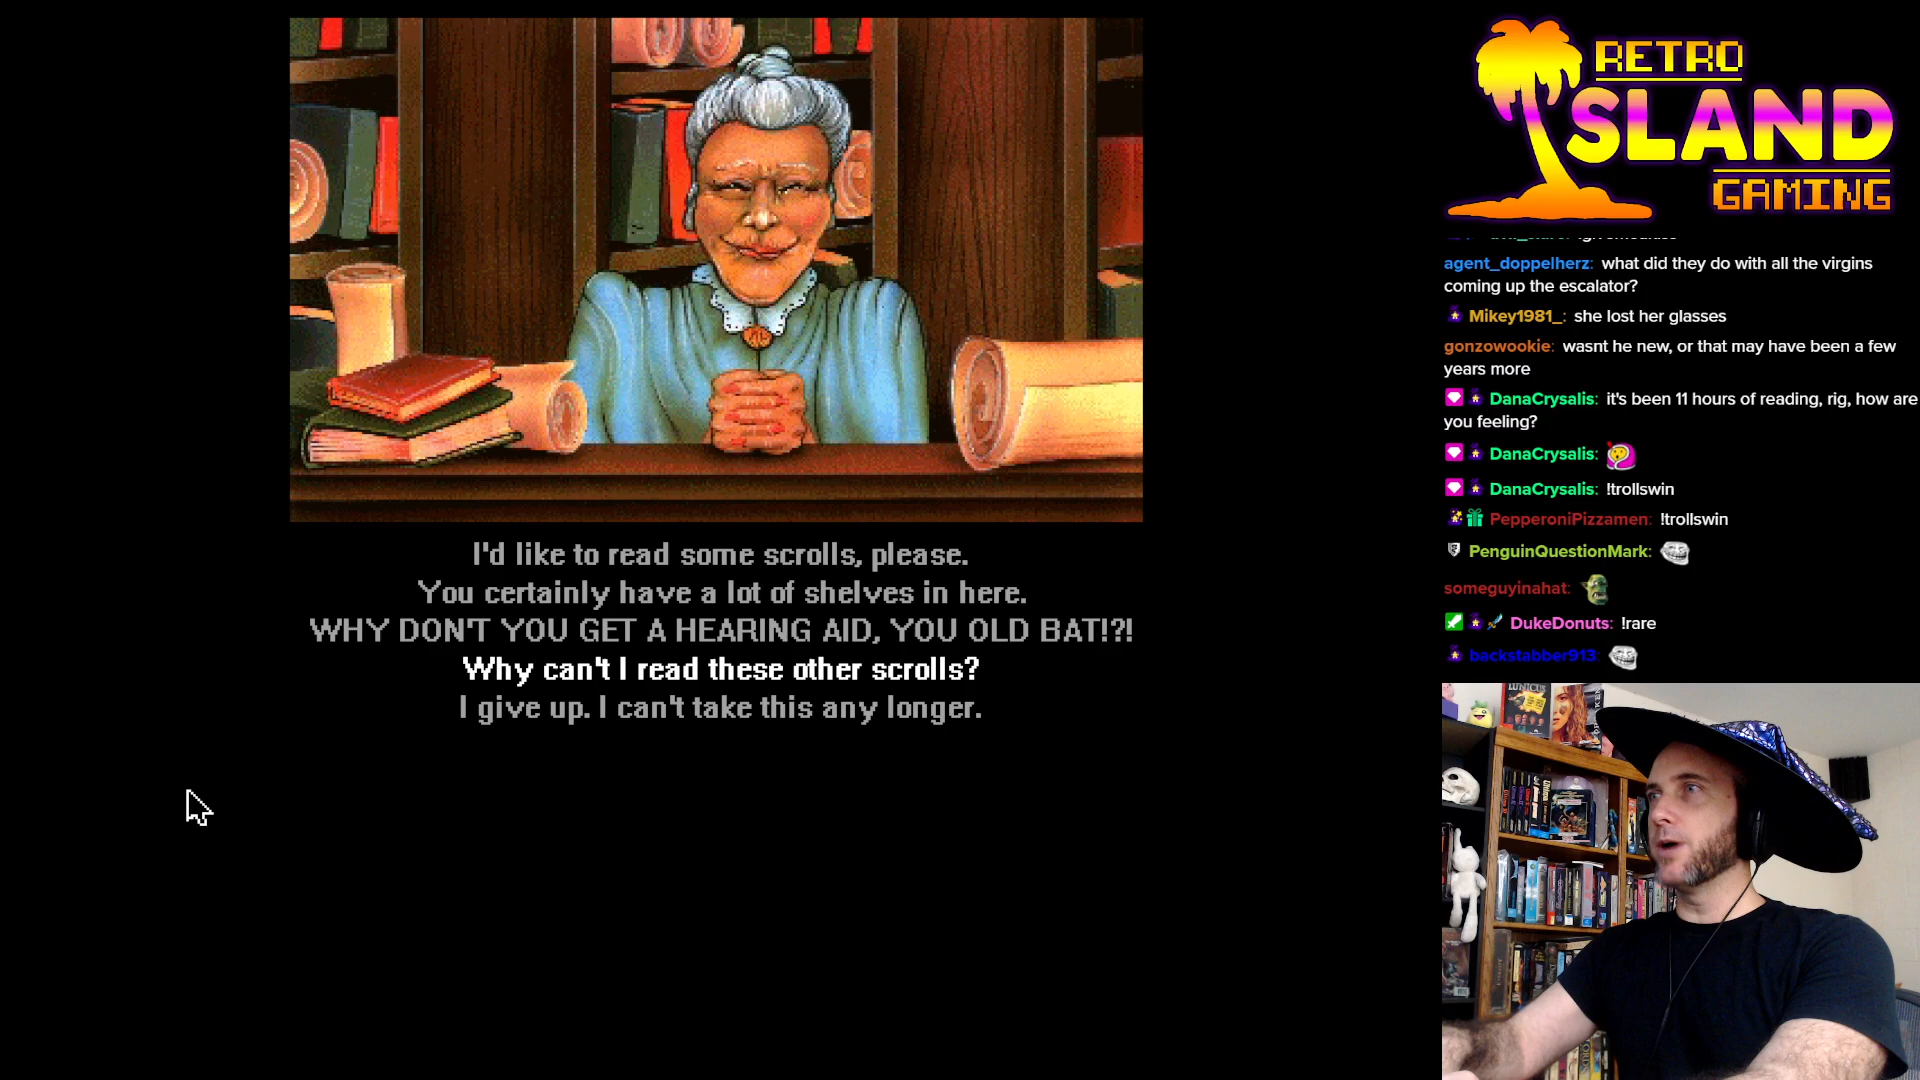 I'd like to read some scrolls, please.
You certainly have a lot of shelves in here.
WHY DON'T YOU GET A HEARING AID, YOU OLD BAT!?!
Why can't I read these other scrolls?
I give up. I can't take this any longer.
RETRO
ISLAND
GAMING
agent_doppelherz: what did they do with all the virgins
coming up the escalator?
Mikey1981_: she lost her glasses
gonzowookie: wasnt he new, or that may have been a few
years more
DanaCrysalis: it's been 11 hours of reading, rig, how are
you feeling?
DanaCrysalis:
DanaCrysalis: !trollswin
PepperoniPizzamen: !trollswin
PenguinQuestionMark:
someguyinahat:
DukeDonuts: !rare
backstabber913:
LUNICUS